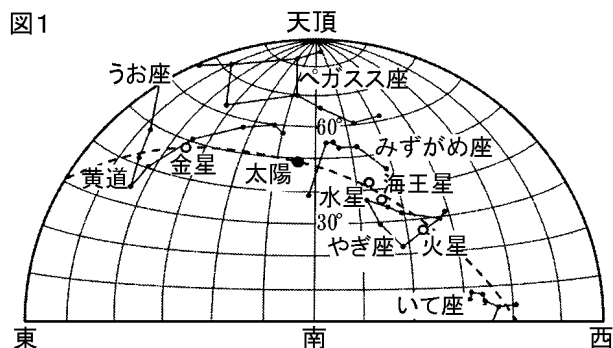 図1
天頂
うお座
ペガスス座
60°
みずがめ座
黄道
金星
太陽
水星
海王星
30°
やぎ座
火星
いて座
東
南
西